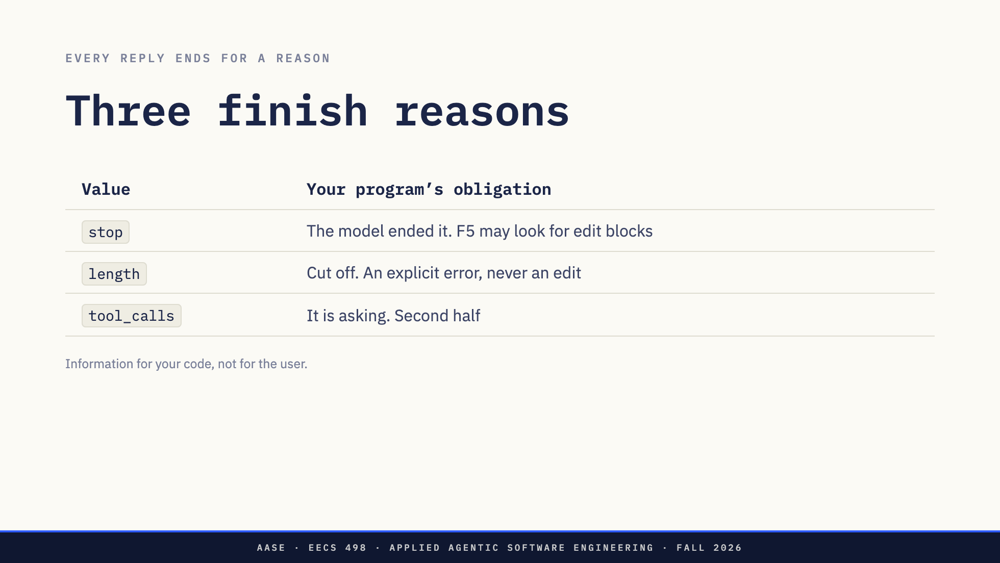 EVERY REPLY ENDS FOR A REASON
Three finish reasons
Value Your program’s obligation
stop The model ended it. F5 may look for edit blocks
length Cut off. An explicit error, never an edit
tool_calls It is asking. Second half
Information for your code, not for the user.
AASE · EECS 498 · APPLIED AGENTIC SOFTWARE ENGINEERING · FALL 2026